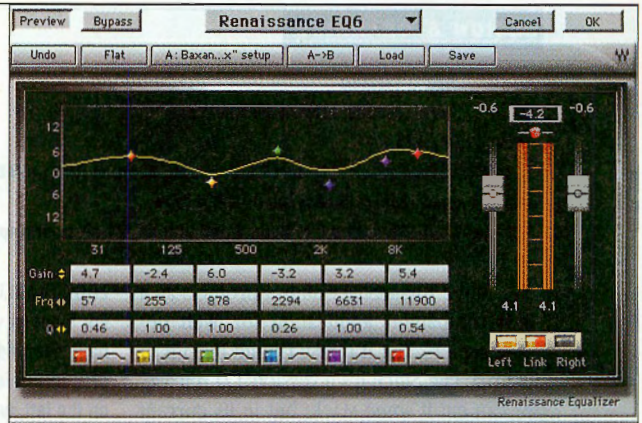 Preview Bypass Renaissance EQ6 Cancel OK
Undo Flat A: Baxan...x" setup A->B Load Save
-0.6 -4.2 -0.6
12
6
0
6
12
31 125 500 2K 8K
Gain 4.7 -2.4 6.0 -3.2 3.2 5.4
Frq 57 255 878 2294 6631 11900
Q 0.46 1.00 1.00 0.26 1.00 0.54
4.1 4.1
Left Link Right
Renaissance Equalizer